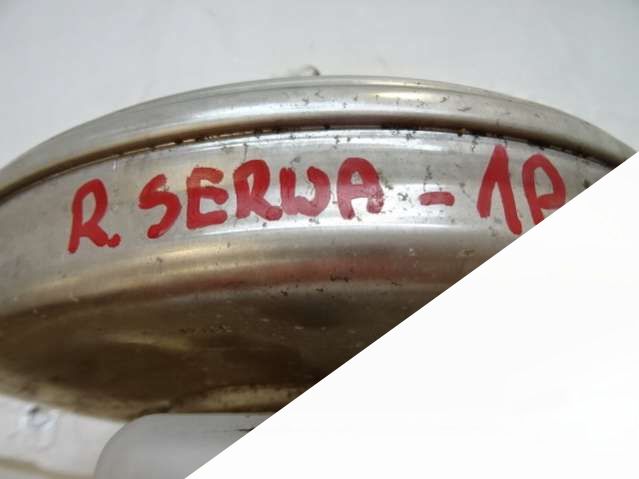 R. SERWA - 1P